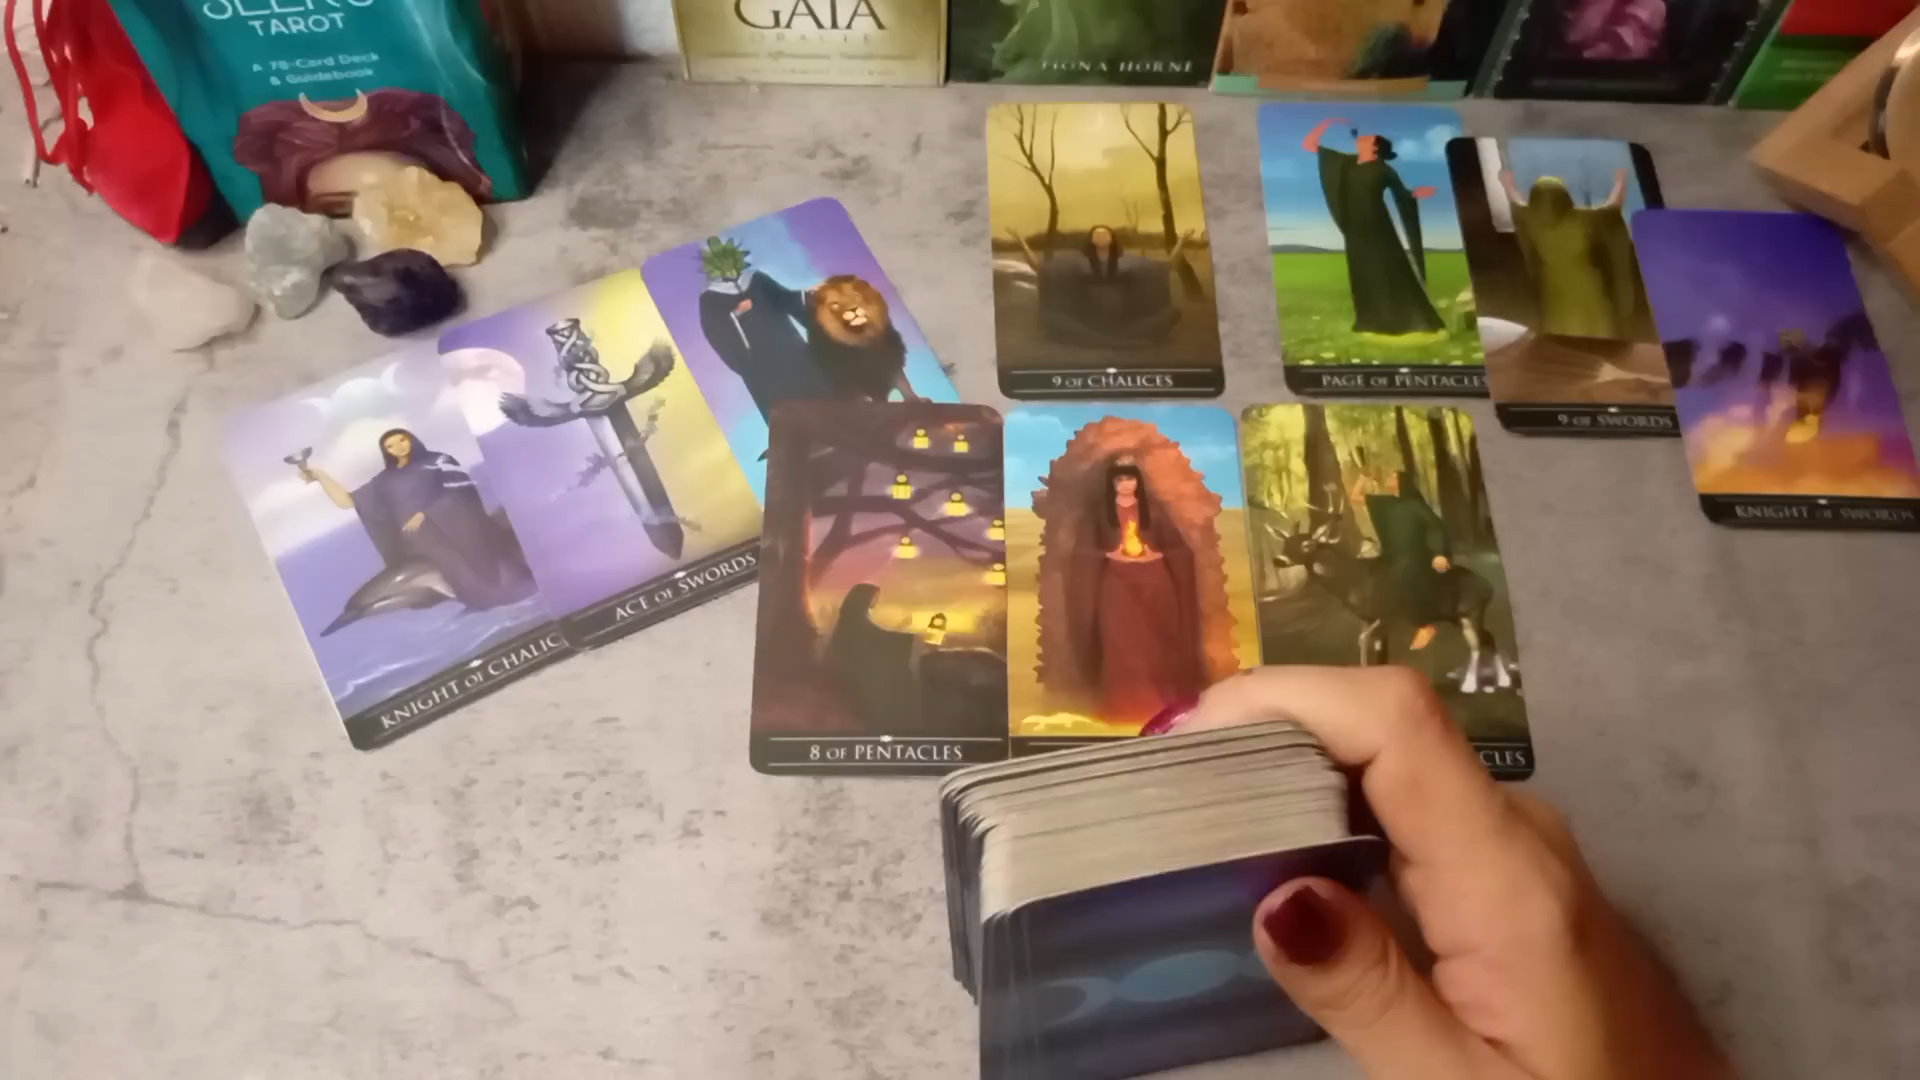 TAROT
A 78-Card Deck
& Guidebook
GAIA
ORACLE
FIONA HORNE
9 OF CHALICES
PAGE OF PENTACLES
9 OF SWORDS
KNIGHT OF SWORDS
KNIGHT OF CHALIC
ACE OF SWORDS
8 OF PENTACLES
CLES